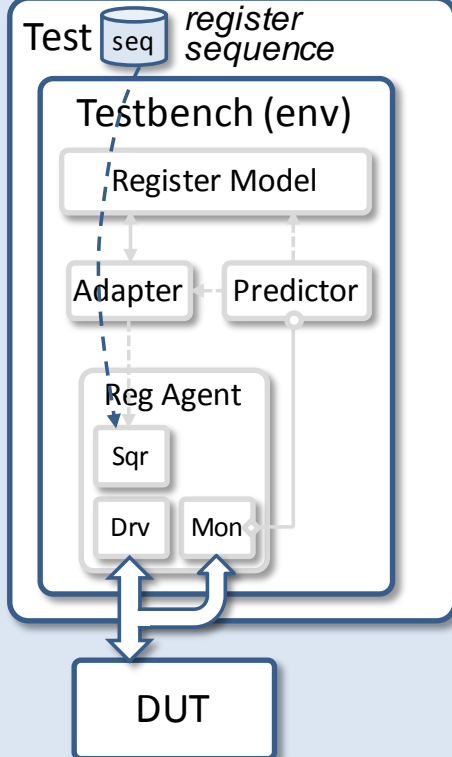 Test
seq
register
sequence
Testbench (env)
Register Model
Adapter
Predictor
Reg Agent
Sqr
Drv
Mon
DUT